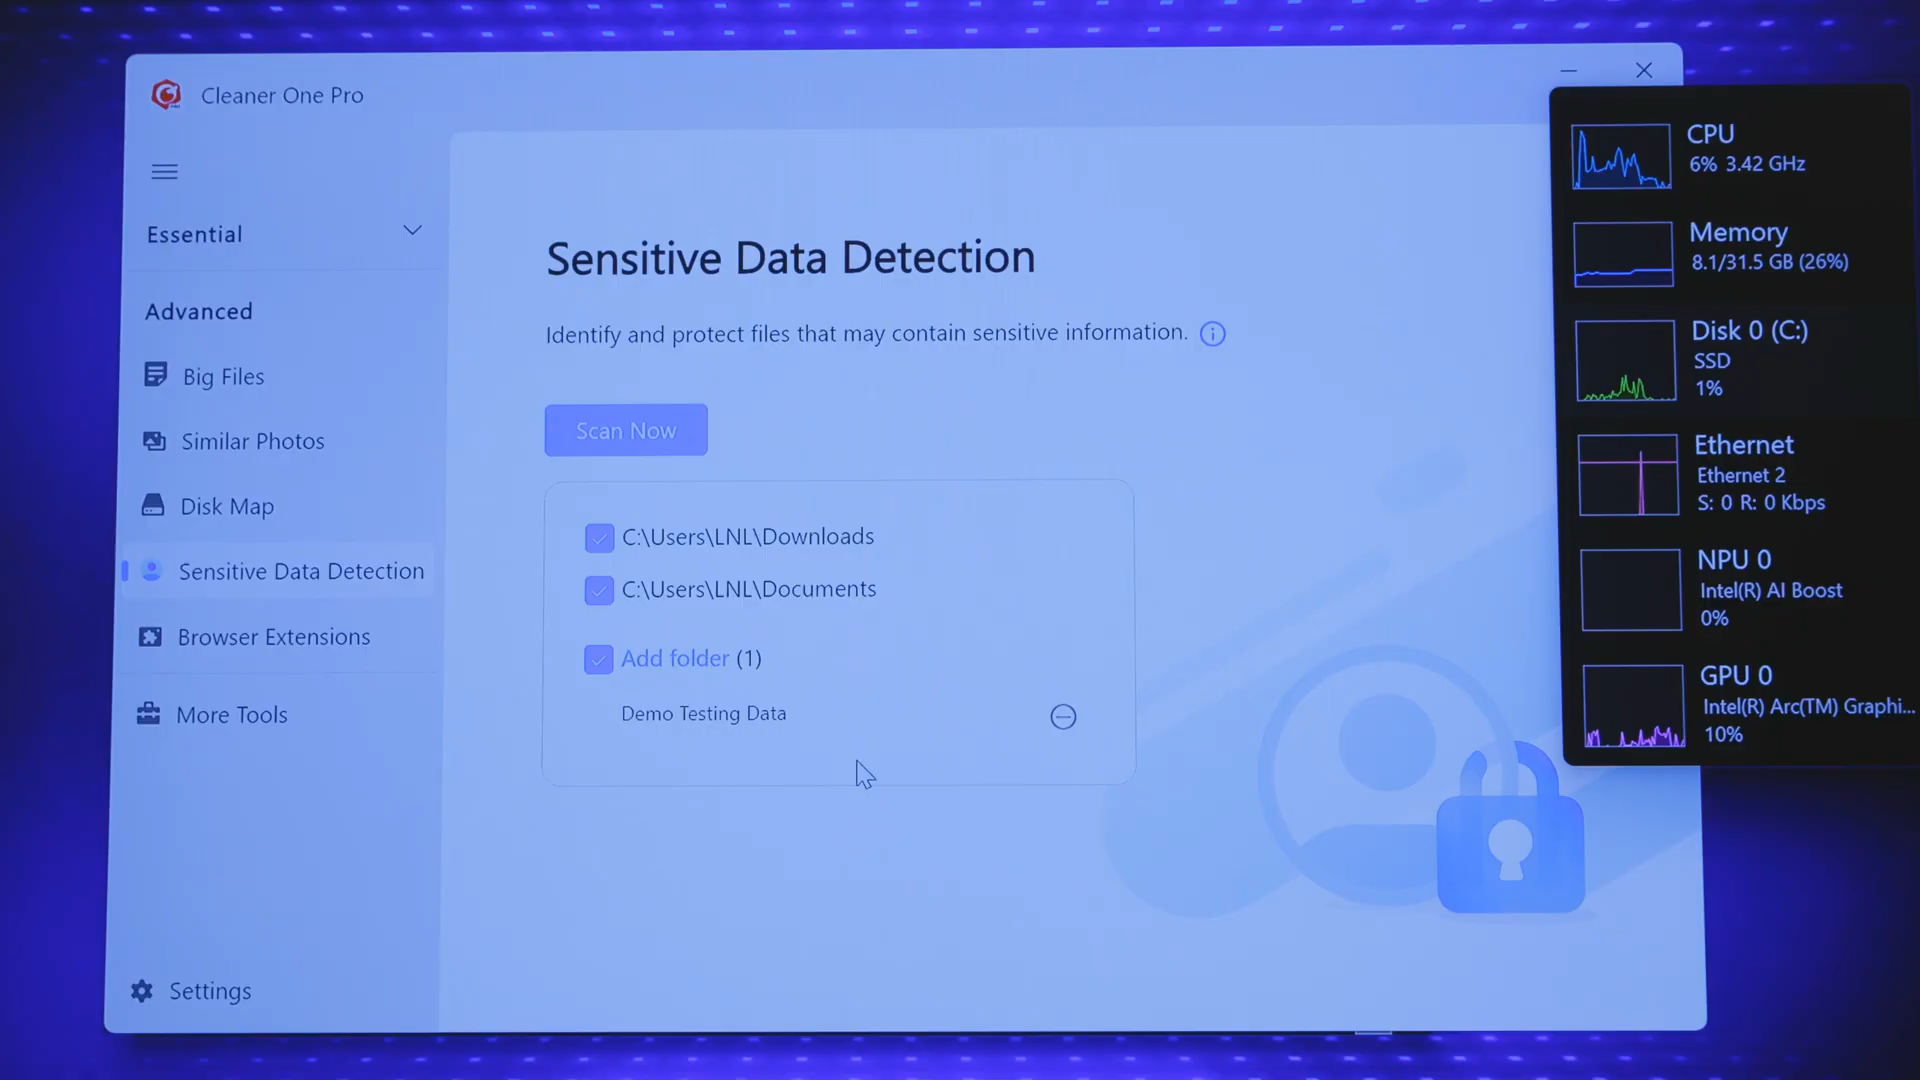 Cleaner One Pro
Essential
Advanced
Big Files
Similar Photos
Disk Map
Sensitive Data Detection
Browser Extensions
More Tools
Settings
Sensitive Data Detection
Identify and protect files that may contain sensitive information.
Scan Now
C:\Users\LNL\Downloads
C:\Users\LNL\Documents
Add folder (1)
Demo Testing Data
CPU
6% 3.42 GHz
Memory
8.1/31.5 GB (26%)
Disk 0 (C:)
SSD
1%
Ethernet
Ethernet 2
S: 0 R: 0 Kbps
NPU 0
Intel(R) AI Boost
0%
GPU 0
Intel(R) Arc(TM) Graphi...
10%